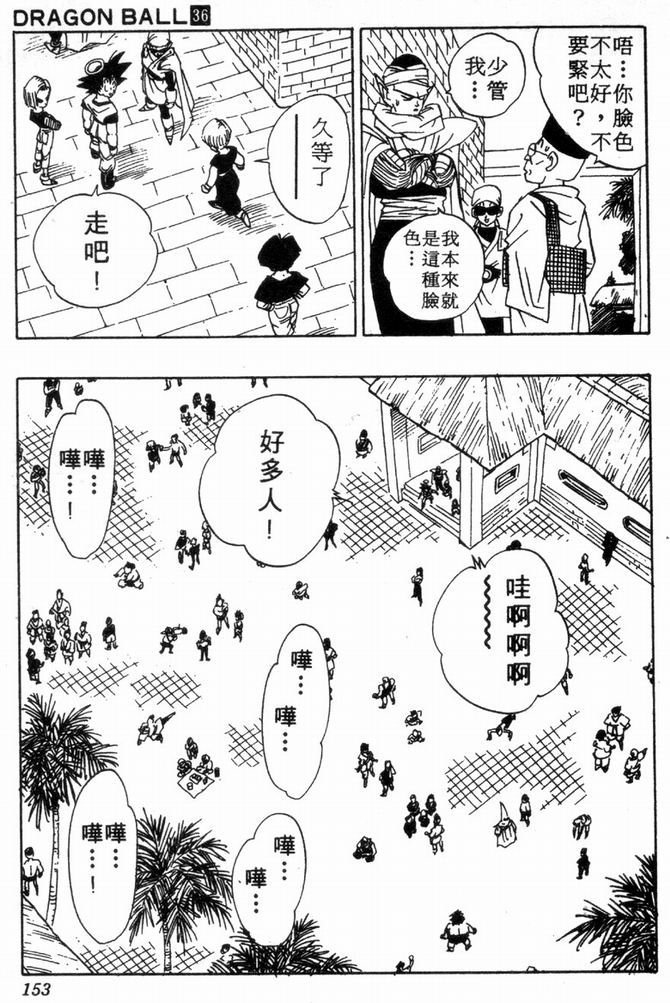 DRAGON BALL 36
唔…你臉色
不太好，不
要緊吧？
少管
我…
我本來就
是這種臉
色…
久等了
——
走吧！
哇啊啊啊
好多人！
嘩…
嘩…！
嘩…
嘩…
嘩…
嘩…
嘩…
嘩…！
153